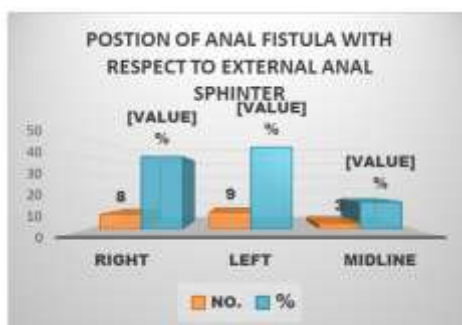 POSTION OF ANAL FISTULA WITH
RESPECT TO EXTERNAL ANAL
SPHINTER
[VALUE]
%
[VALUE]
%
[VALUE]
%
50
40
30
20
10
0
8
9
RIGHT
LEFT
MIDLINE
NO.
%